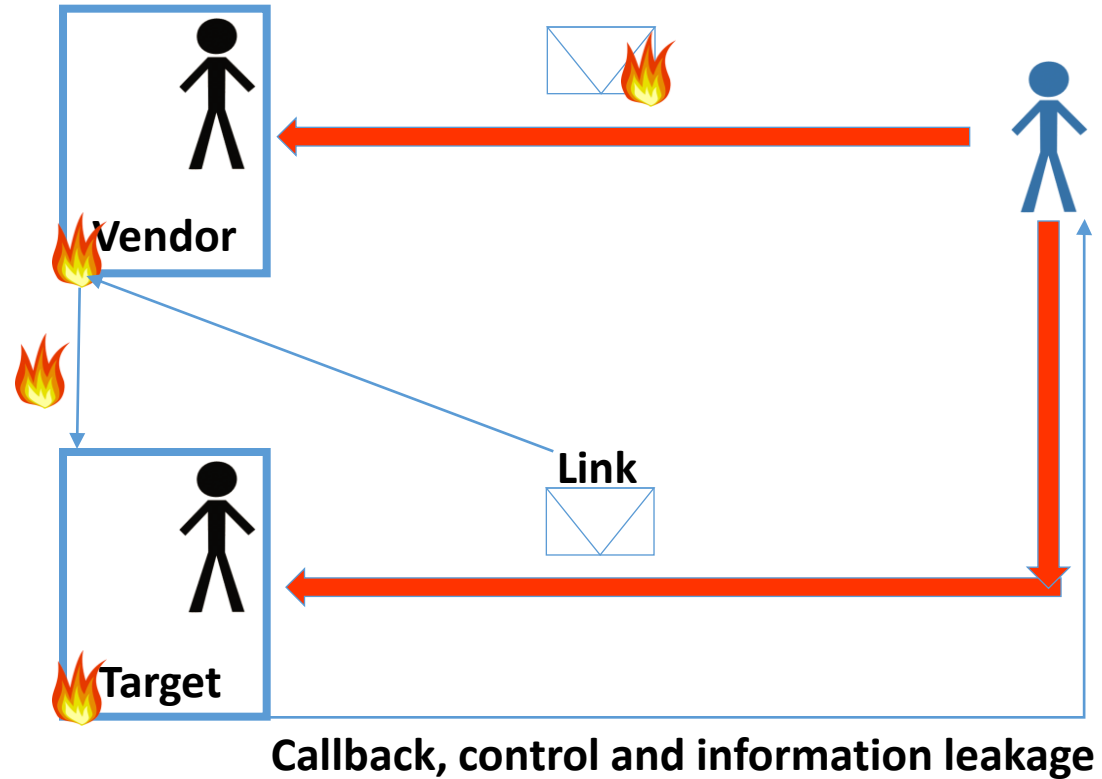 Vendor
Link
Target
Callback, control and information leakage